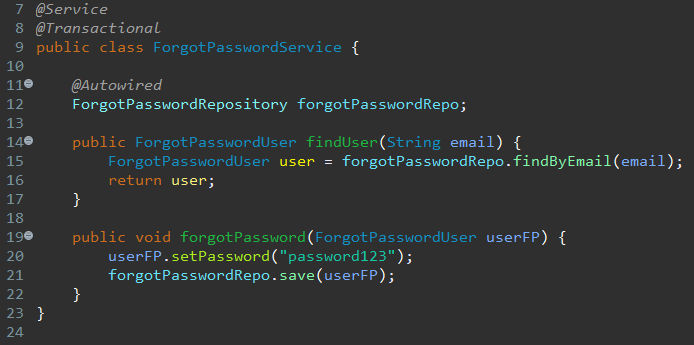 7 @Service
8 @Transactional
9 public class ForgotPasswordService {
10
11 @Autowired
12 ForgotPasswordRepository forgotPasswordRepo;
13
14 public ForgotPasswordUser findUser(String email) {
15 ForgotPasswordUser user = forgotPasswordRepo.findByEmail(email);
16 return user;
17 }
18
19 public void forgotPassword(ForgotPasswordUser userFP) {
20 userFP.setPassword("password123");
21 forgotPasswordRepo.save(userFP);
22 }
23 }
24